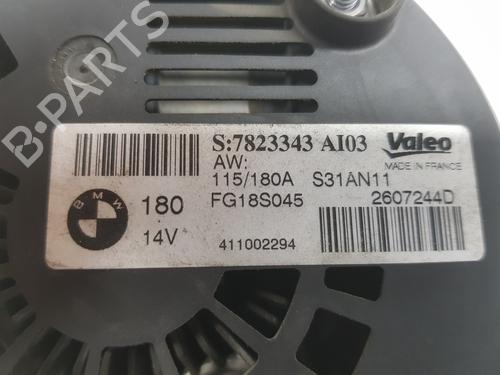 B-PARTS
S:7823343 AI03 Valeo
AW: MADE IN FRANCE
115/180A S31AN11
BMW 180 FG18S045 2607244D
14V 411002294